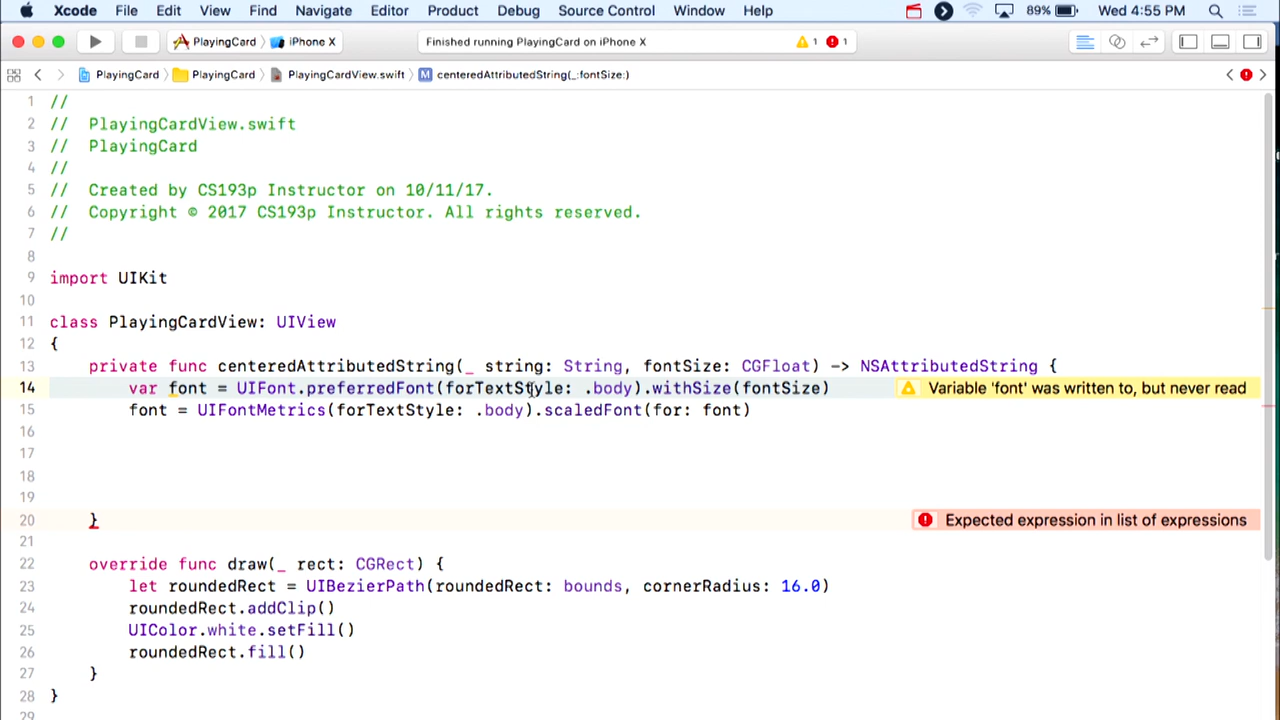 Xcode File Edit View Find Navigate Editor Product Debug Source Control Window Help 89% Wed 4:55 PM
PlayingCard iPhone X Finished running PlayingCard on iPhone X 1 1
PlayingCard PlayingCard PlayingCardView.swift M centeredAttributedString(_:fontSize:)
1 //
2 // PlayingCardView.swift
3 // PlayingCard
4 //
5 // Created by CS193p Instructor on 10/11/17.
6 // Copyright © 2017 CS193p Instructor. All rights reserved.
7 //
8
9 import UIKit
10
11 class PlayingCardView: UIView
12 {
13 private func centeredAttributedString(_ string: String, fontSize: CGFloat) -> NSAttributedString {
14 var font = UIFont.preferredFont(forTextStyle: .body).withSize(fontSize) Variable 'font' was written to, but never read
15 font = UIFontMetrics(forTextStyle: .body).scaledFont(for: font)
16
17
18
19
20 } Expected expression in list of expressions
21
22 override func draw(_ rect: CGRect) {
23 let roundedRect = UIBezierPath(roundedRect: bounds, cornerRadius: 16.0)
24 roundedRect.addClip()
25 UIColor.white.setFill()
26 roundedRect.fill()
27 }
28 }
29